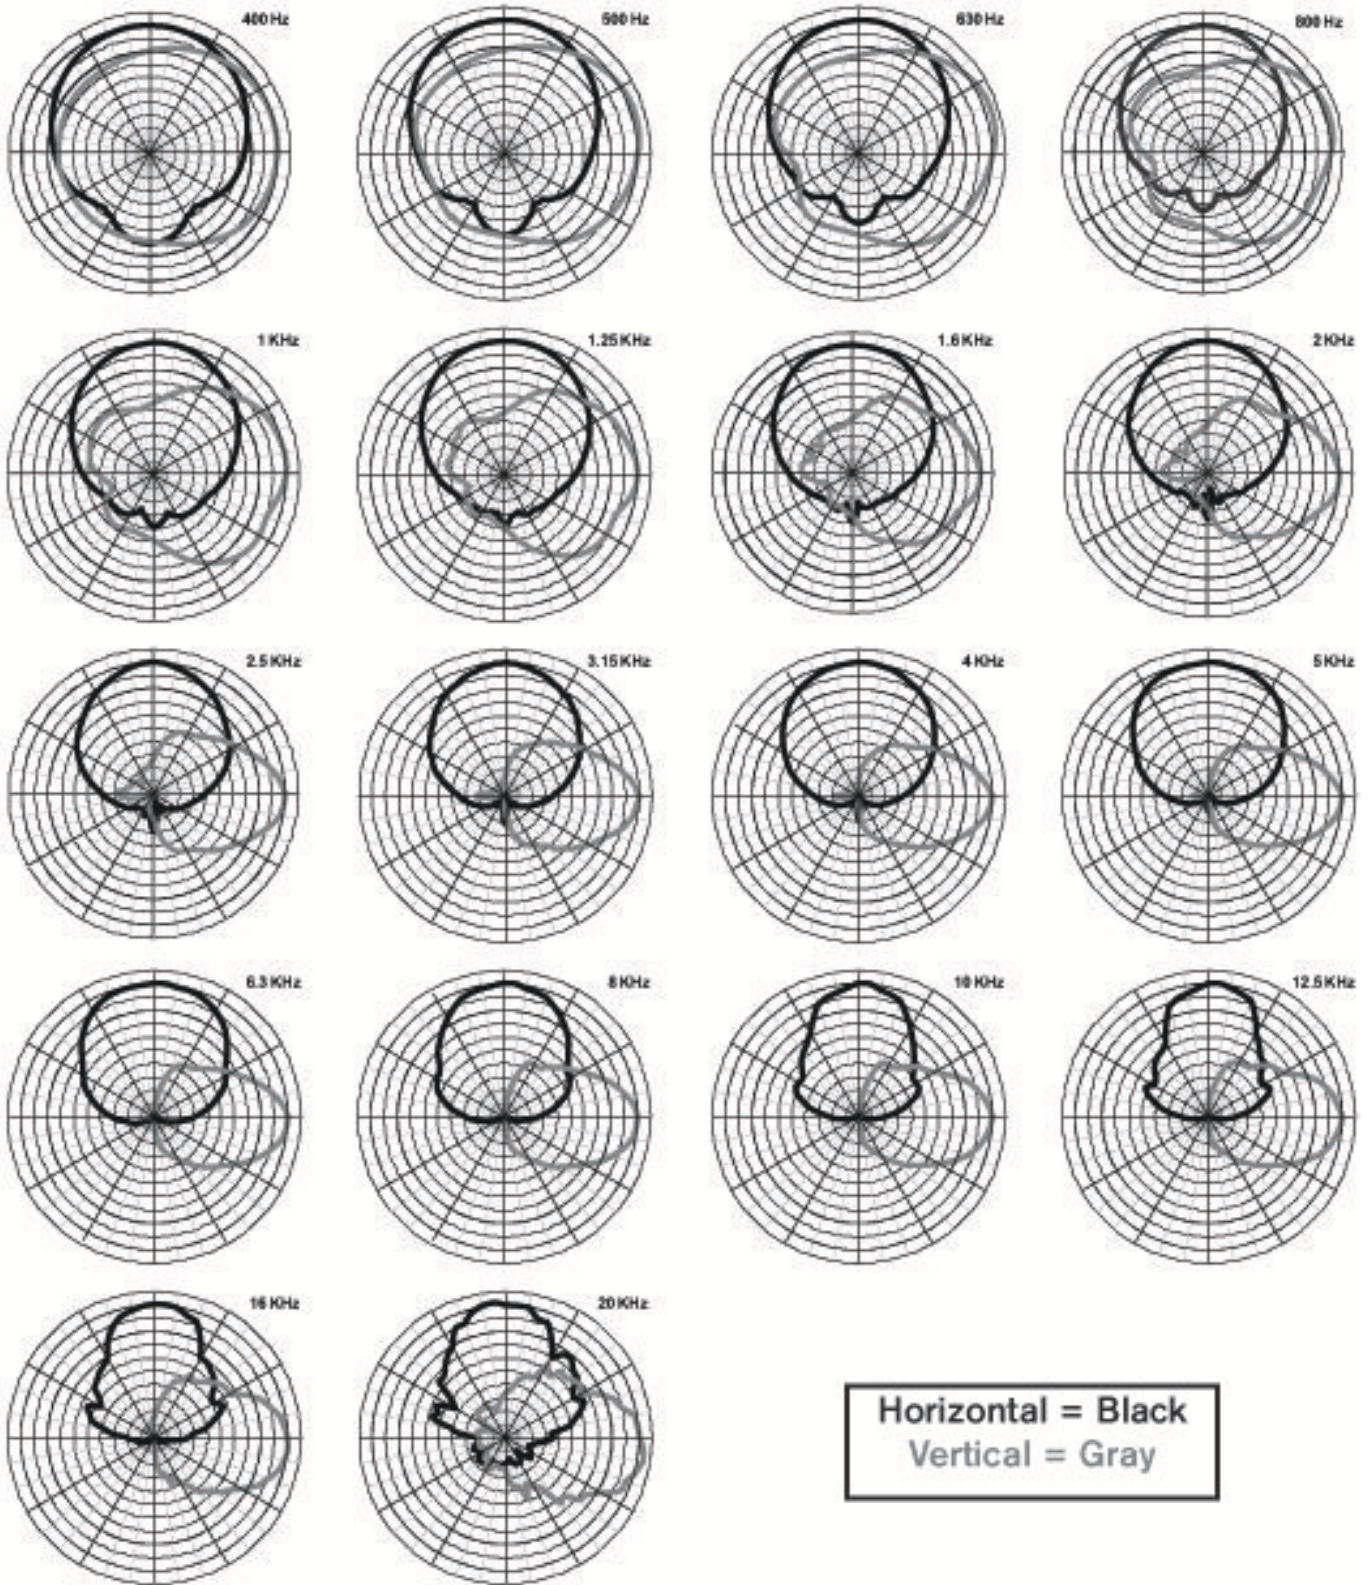 400 Hz
500 Hz
630 Hz
800 Hz
1 KHz
1.25 KHz
1.6 KHz
2 KHz
2.5 KHz
3.15 KHz
4 KHz
5 KHz
6.3 KHz
8 KHz
10 KHz
12.5 KHz
16 KHz
20 KHz
Horizontal = Black
Vertical = Gray